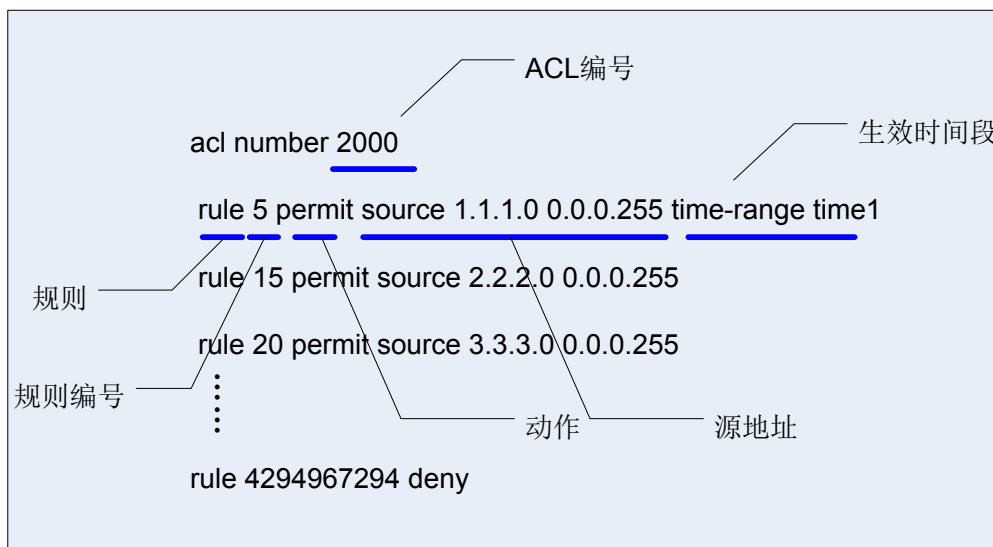 ACL编号
acl number 2000
生效时间段
rule 5 permit source 1.1.1.0 0.0.0.255 time-range time1
rule 15 permit source 2.2.2.0 0.0.0.255
规则
rule 20 permit source 3.3.3.0 0.0.0.255
规则编号
动作
源地址
rule 4294967294 deny